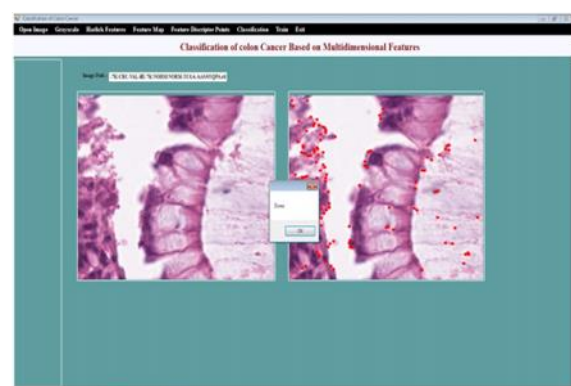 Classification of Colon Cancer
Open Image Grayscale Haralick Features Feature Map Feature Descriptor Points Classification Train Exit
Classification of colon Cancer Based on Multidimensional Features
Image Path :
Done
OK